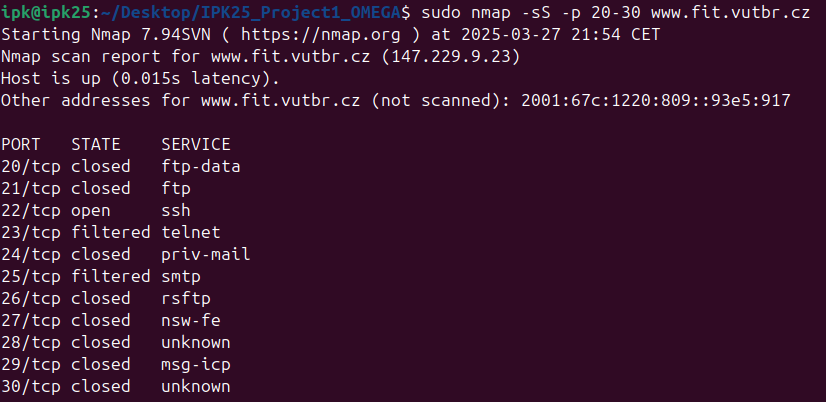 ipk@ipk25:~/Desktop/IPK25_Project1_OMEGA$ sudo nmap -sS -p 20-30 www.fit.vutbr.cz
Starting Nmap 7.94SVN ( https://nmap.org ) at 2025-03-27 21:54 CET
Nmap scan report for www.fit.vutbr.cz (147.229.9.23)
Host is up (0.015s latency).
Other addresses for www.fit.vutbr.cz (not scanned): 2001:67c:1220:809::93e5:917

PORT   STATE    SERVICE
20/tcp closed   ftp-data
21/tcp closed   ftp
22/tcp open     ssh
23/tcp filtered telnet
24/tcp closed   priv-mail
25/tcp filtered smtp
26/tcp closed   rsftp
27/tcp closed   nsw-fe
28/tcp closed   unknown
29/tcp closed   msg-icp
30/tcp closed   unknown